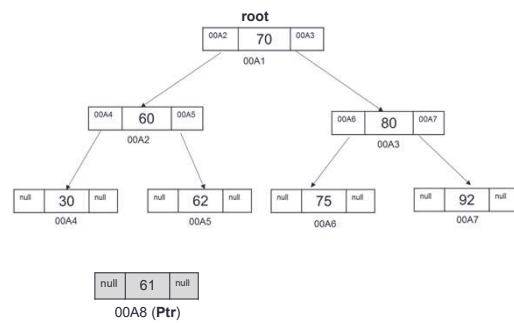 root
00A2 70 00A3
00A1
00A4 60 00A5
00A2
00A6 80 00A7
00A3
null 30 null
00A4
null 62 null
00A5
null 75 null
00A6
null 92 null
00A7
null 61 null
00A8 (Ptr)